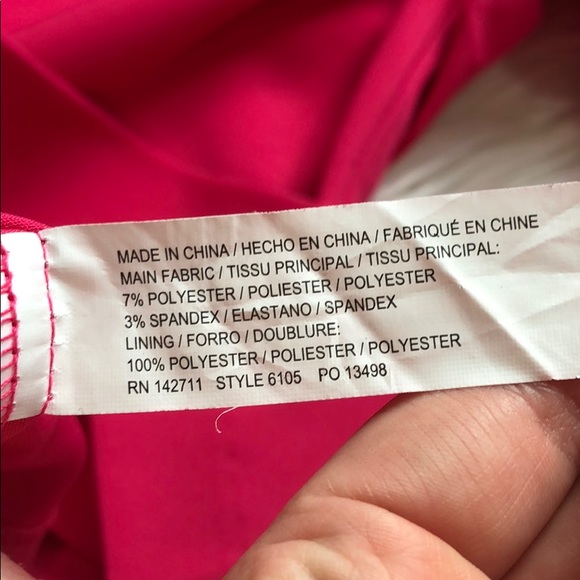 MADE IN CHINA / HECHO EN CHINA / FABRIQUÉ EN CHINE
MAIN FABRIC / TISSU PRINCIPAL / TISSU PRINCIPAL:
7% POLYESTER / POLIESTER / POLYESTER
3% SPANDEX / ELASTANO / SPANDEX
LINING / FORRO / DOUBLURE:
100% POLYESTER / POLIESTER / POLYESTER
RN 142711 STYLE 6105 PO 13498